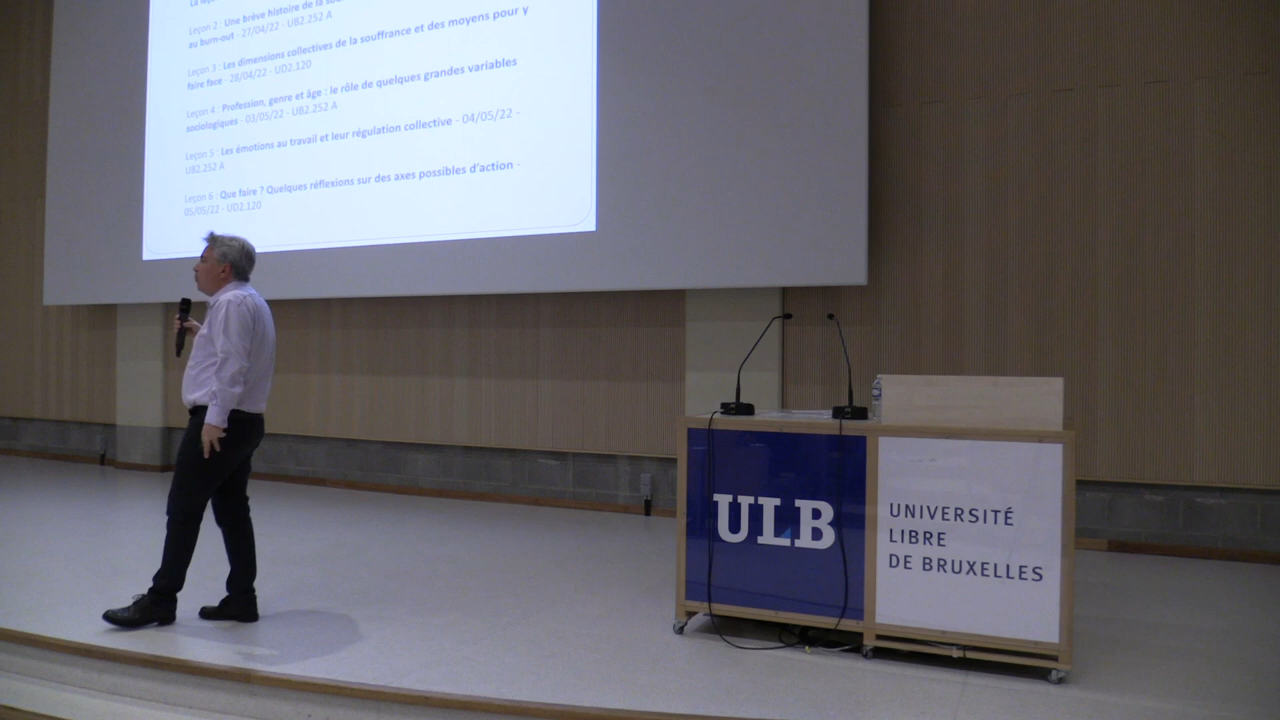 Leçon 2 : Une brève histoire de la
au burn-out - 27/04/22 - UB2.252 A
Leçon 3 : Les dimensions collectives de la souffrance et des moyens pour y
faire face - 28/04/22 - UD2.120
Leçon 4 : Profession, genre et âge : le rôle de quelques grandes variables
sociologiques - 03/05/22 - UB2.252 A
Leçon 5 : Les émotions au travail et leur régulation collective - 04/05/22 -
UB2.252 A
Leçon 6 : Que faire ? Quelques réflexions sur des axes possibles d'action -
05/05/22 - UD2.120
ULB
UNIVERSITÉ
LIBRE
DE BRUXELLES